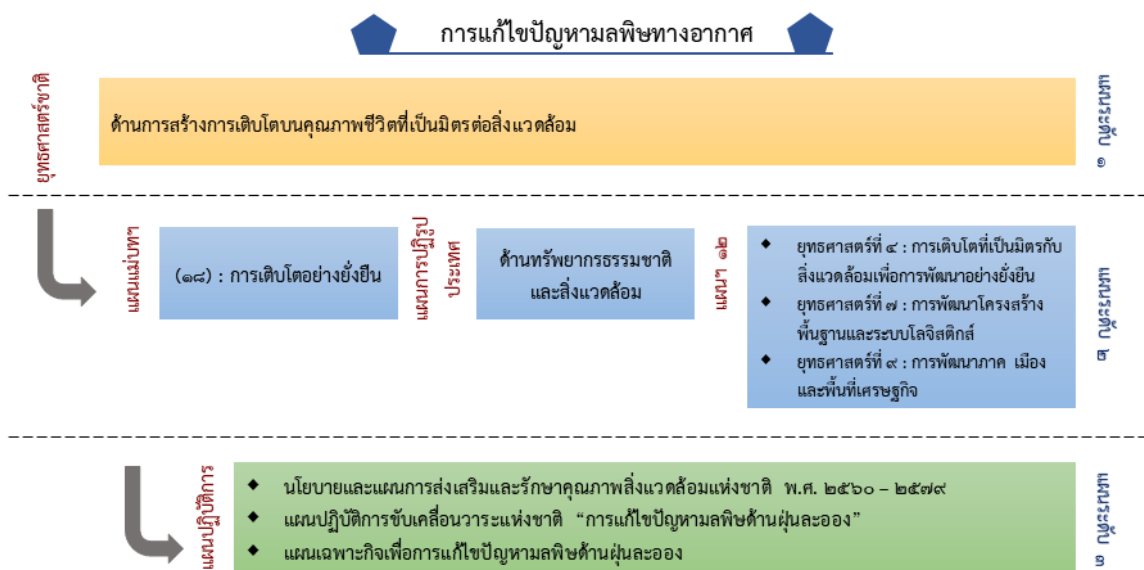 การแก้ไขปัญหามลพิษทางอากาศ
ยุทธศาสตร์ชาติ
ด้านการสร้างการเติบโตบนคุณภาพชีวิตที่เป็นมิตรต่อสิ่งแวดล้อม
แผนระดับ ๑
แผนแม่บทฯ
(๑๘) : การเติบโตอย่างยั่งยืน
แผนการปฏิรูป
ประเทศ
ด้านทรัพยากรธรรมชาติ
และสิ่งแวดล้อม
แผนฯ ๑๒
◆ ยุทธศาสตร์ที่ ๔ : การเติบโตที่เป็นมิตรกับ
สิ่งแวดล้อมเพื่อการพัฒนาอย่างยั่งยืน
◆ ยุทธศาสตร์ที่ ๗ : การพัฒนาโครงสร้าง
พื้นฐานและระบบโลจิสติกส์
◆ ยุทธศาสตร์ที่ ๙ : การพัฒนาภาค เมือง
และพื้นที่เศรษฐกิจ
แผนระดับ ๒
แผนปฏิบัติการ
◆ นโยบายและแผนการส่งเสริมและรักษาคุณภาพสิ่งแวดล้อมแห่งชาติ พ.ศ. ๒๕๖๐ – ๒๕๗๙
◆ แผนปฏิบัติการขับเคลื่อนวาระแห่งชาติ “การแก้ไขปัญหามลพิษด้านฝุ่นละออง”
◆ แผนเฉพาะกิจเพื่อการแก้ไขปัญหามลพิษด้านฝุ่นละออง
แผนระดับ ๓